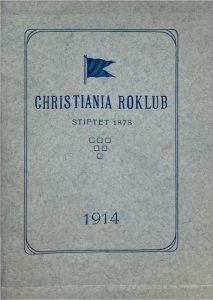 CHRISTIANIA ROKLUB
STIFTET 1878
1914